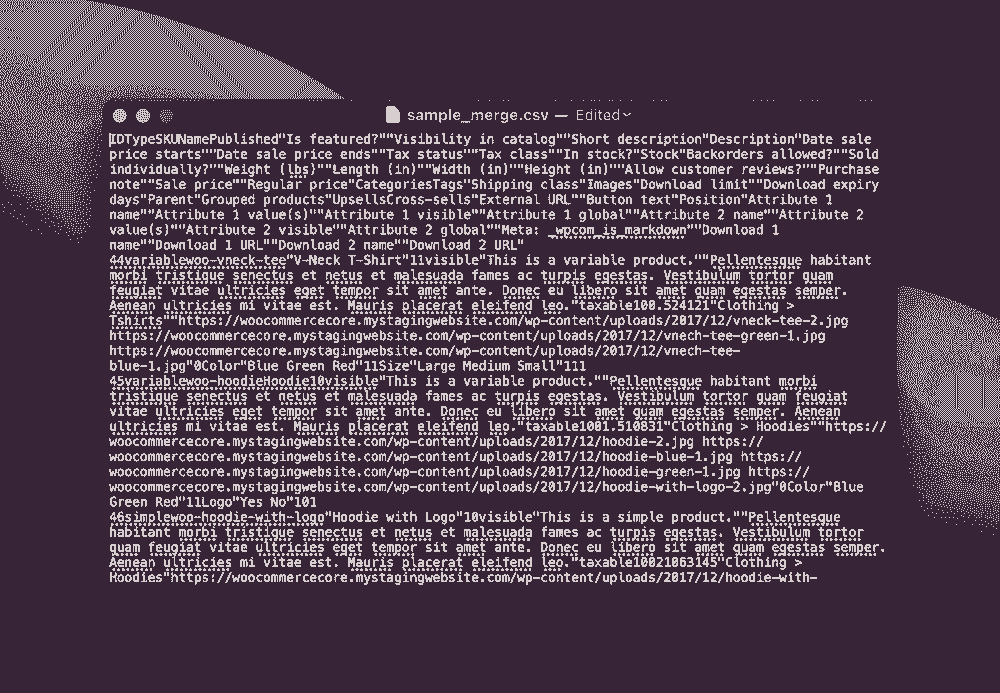 sample_merge.csv — Edited
IDTypeSKUNamePublished"Is featured?""Visibility in catalog""Short description"Description"Date sale
price starts""Date sale price ends""Tax status""Tax class""In stock?"Stock"Backorders allowed?""Sold
individually?""Weight (lbs)""Length (in)""Width (in)""Height (in)""Allow customer reviews?""Purchase
note""Sale price""Regular price"CategoriesTags"Shipping class"Images"Download limit""Download expiry
days"Parent"Grouped products"UpsellsCross-sells"External URL""Button text"Position"Attribute 1
name""Attribute 1 value(s)""Attribute 1 visible""Attribute 1 global""Attribute 2 name""Attribute 2
value(s)""Attribute 2 visible""Attribute 2 global""Meta: _wpcom_is_markdown""Download 1
name""Download 1 URL""Download 2 name""Download 2 URL"
44variablewoo-vneck-tee"V-Neck T-Shirt"11visible"This is a variable product.""Pellentesque habitant
morbi tristique senectus et netus et malesuada fames ac turpis egestas. Vestibulum tortor quam
feugiat vitae ultricies eget tempor sit amet ante. Donec eu libero sit amet quam egestas semper.
Aenean ultricies mi vitae est. Mauris placerat eleifend leo."taxable100.524121"Clothing >
Tshirts""https://woocommercecore.mystagingwebsite.com/wp-content/uploads/2017/12/vneck-tee-2.jpg
https://woocommercecore.mystagingwebsite.com/wp-content/uploads/2017/12/vnech-tee-green-1.jpg
https://woocommercecore.mystagingwebsite.com/wp-content/uploads/2017/12/vnech-tee-
blue-1.jpg"0Color"Blue Green Red"11Size"Large Medium Small"111
45variablewoo-hoodieHoodie10visible"This is a variable product.""Pellentesque habitant morbi
tristique senectus et netus et malesuada fames ac turpis egestas. Vestibulum tortor quam feugiat
vitae ultricies eget tempor sit amet ante. Donec eu libero sit amet quam egestas semper. Aenean
ultricies mi vitae est. Mauris placerat eleifend leo."taxable1001.510831"Clothing > Hoodies""https://
woocommercecore.mystagingwebsite.com/wp-content/uploads/2017/12/hoodie-2.jpg https://
woocommercecore.mystagingwebsite.com/wp-content/uploads/2017/12/hoodie-blue-1.jpg https://
woocommercecore.mystagingwebsite.com/wp-content/uploads/2017/12/hoodie-green-1.jpg https://
woocommercecore.mystagingwebsite.com/wp-content/uploads/2017/12/hoodie-with-logo-2.jpg"0Color"Blue
Green Red"11Logo"Yes No"101
46simplewoo-hoodie-with-logo"Hoodie with Logo"10visible"This is a simple product.""Pellentesque
habitant morbi tristique senectus et netus et malesuada fames ac turpis egestas. Vestibulum tortor
quam feugiat vitae ultricies eget tempor sit amet ante. Donec eu libero sit amet quam egestas semper.
Aenean ultricies mi vitae est. Mauris placerat eleifend leo."taxable10021063145"Clothing >
Hoodies"https://woocommercecore.mystagingwebsite.com/wp-content/uploads/2017/12/hoodie-with-